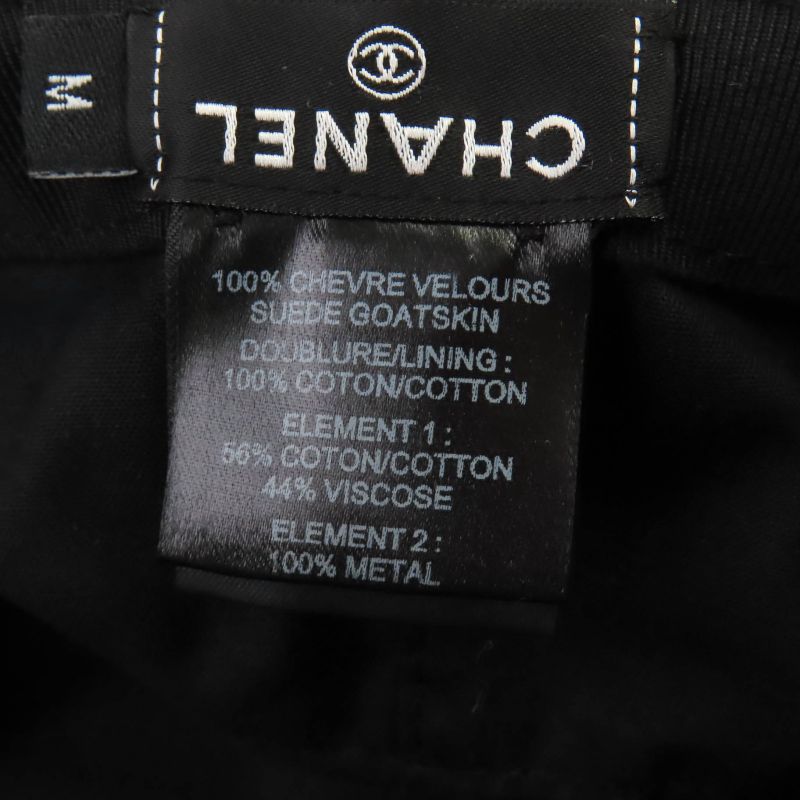 M
CHANEL
100% CHEVRE VELOURS
SUEDE GOATSKIN
DOUBLURE/LINING :
100% COTON/COTTON
ELEMENT 1 :
56% COTON/COTTON
44% VISCOSE
ELEMENT 2 :
100% METAL